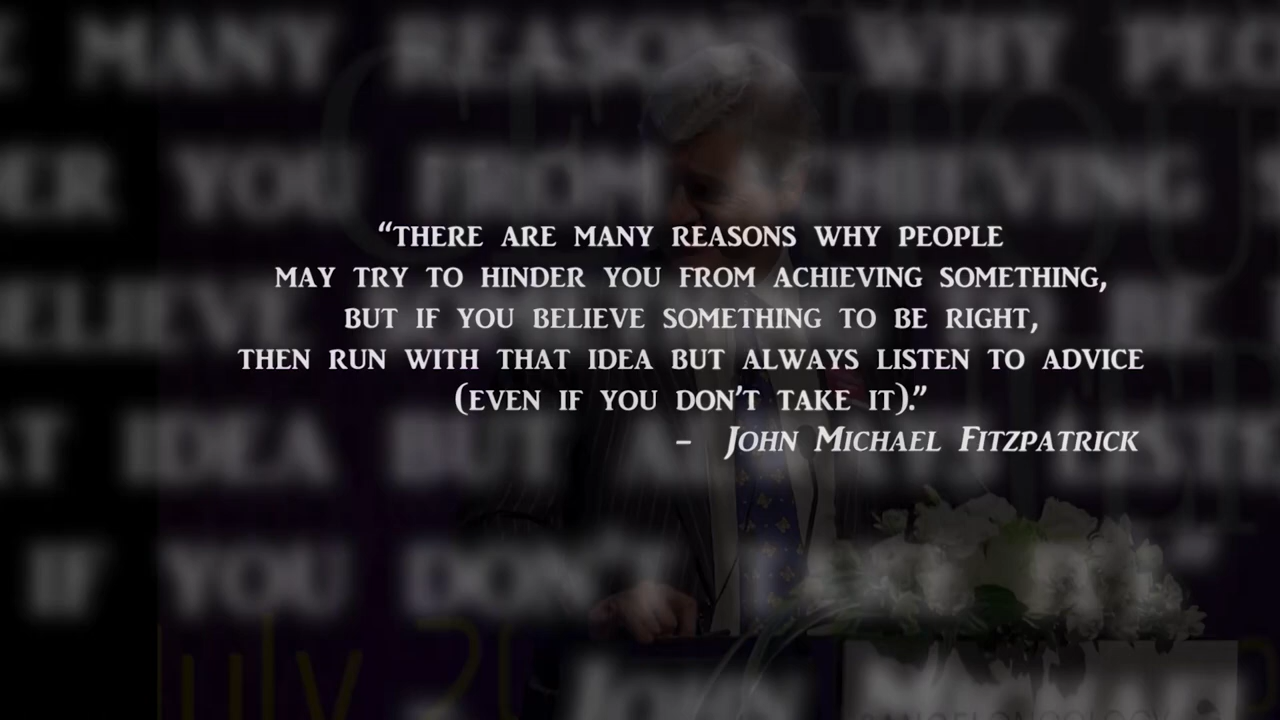 “THERE ARE MANY REASONS WHY PEOPLE
MAY TRY TO HINDER YOU FROM ACHIEVING SOMETHING,
BUT IF YOU BELIEVE SOMETHING TO BE RIGHT,
THEN RUN WITH THAT IDEA BUT ALWAYS LISTEN TO ADVICE
(EVEN IF YOU DON’T TAKE IT).”
– JOHN MICHAEL FITZPATRICK